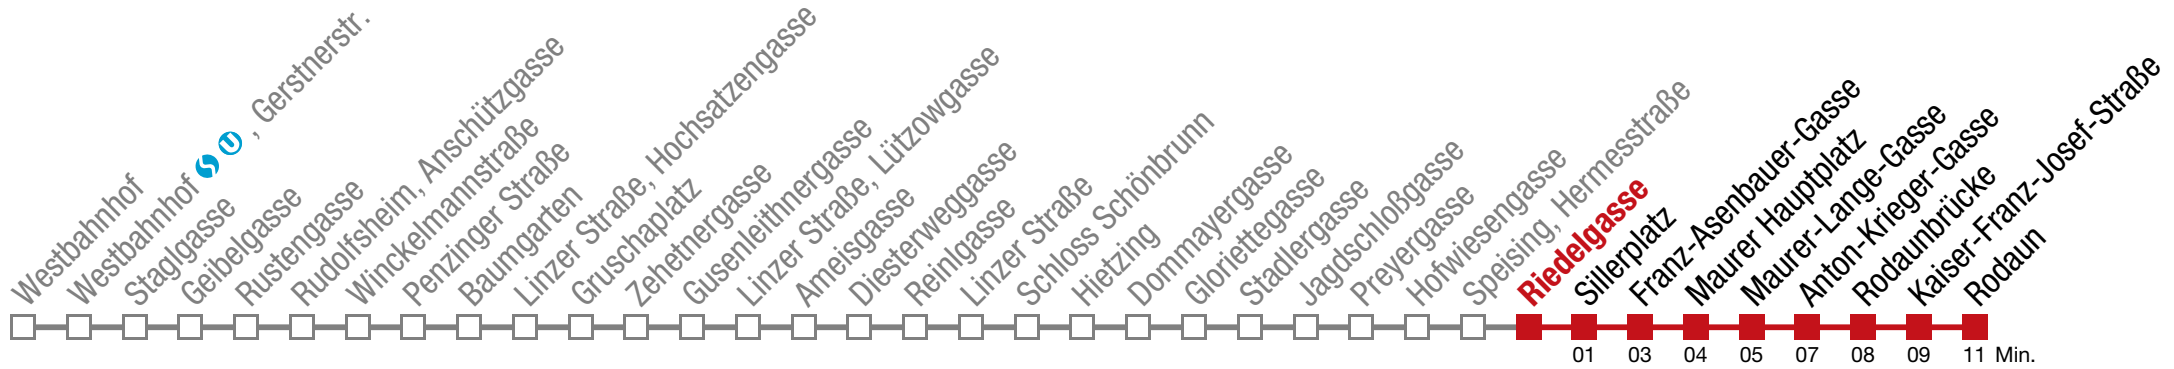 Westbahnhof
Westbahnhof S U , Gerstnerstr.
Staglgasse
Geibelgasse
Rustengasse
Rudolfsheim, Anschützgasse
Winckelmannstraße
Penzinger Straße
Baumgarten
Linzer Straße, Hochsatzengasse
Gruschaplatz
Zehetnergasse
Gusenleithnergasse
Linzer Straße, Lützowgasse
Ameisgasse
Diesterweggasse
Reinlgasse
Linzer Straße
Schloss Schönbrunn
Hietzing
Dommayergasse
Gloriettegasse
Stadlergasse
Jagdschloßgasse
Preyergasse
Hofwiesengasse
Speising, Hermesstraße
Riedelgasse
Sillerplatz
Franz-Asenbauer-Gasse
Maurer Hauptplatz
Maurer-Lange-Gasse
Anton-Krieger-Gasse
Rodaunbrücke
Kaiser-Franz-Josef-Straße
Rodaun
01 03 04 05 07 08 09 11 Min.